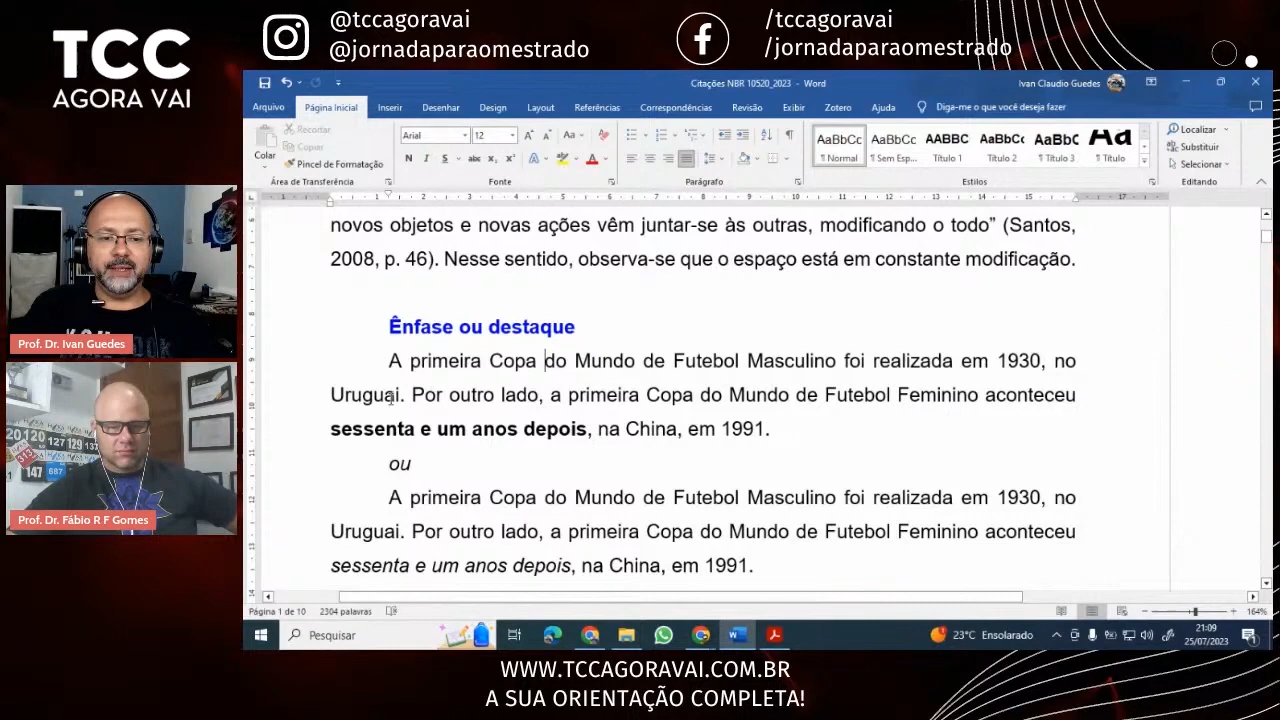 TCC
AGORA VAI
@tccagoravai
@jornadaparaomestrado
/tccagoravai
/jornadaparaomestrado
Citações NBR 10520_2023 - Word
Ivan Claudio Guedes
Arquivo Página Inicial Inserir Desenhar Design Layout Referências Correspondências Revisão Exibir Zotero Ajuda Diga-me o que você deseja fazer
Colar
Recortar
Copiar
Pincel de Formatação
Área de Transferência
Arial 12
N I S abc x₂ x²
Fonte
Parágrafo
AaBbCc AaBbCc AABBC AaBbCc AaBbC Aa
¶ Normal ¶ Sem Esp... Título 1 Título 2 ¶ Título 3 ¶ Título
Estilos
Localizar
Substituir
Selecionar
Editando
novos objetos e novas ações vêm juntar-se às outras, modificando o todo” (Santos,
2008, p. 46). Nesse sentido, observa-se que o espaço está em constante modificação.
Ênfase ou destaque
A primeira Copa do Mundo de Futebol Masculino foi realizada em 1930, no
Uruguai. Por outro lado, a primeira Copa do Mundo de Futebol Feminino aconteceu
sessenta e um anos depois, na China, em 1991.
ou
A primeira Copa do Mundo de Futebol Masculino foi realizada em 1930, no
Uruguai. Por outro lado, a primeira Copa do Mundo de Futebol Feminino aconteceu
sessenta e um anos depois, na China, em 1991.
Página 1 de 10 2304 palavras
164%
Pesquisar
23°C Ensolarado
21:09
25/07/2023
Prof. Dr. Ivan Guedes
Prof. Dr. Fábio R F Gomes
WWW.TCCAGORAVAI.COM.BR
A SUA ORIENTAÇÃO COMPLETA!